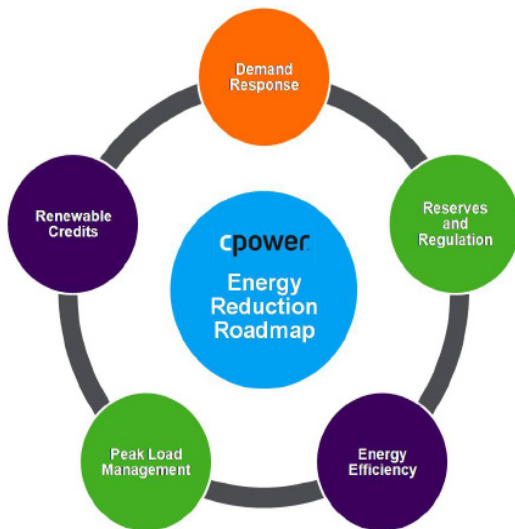 Demand
Response
Reserves
and
Regulation
Energy
Efficiency
Peak Load
Management
Renewable
Credits
cpower
Energy
Reduction
Roadmap